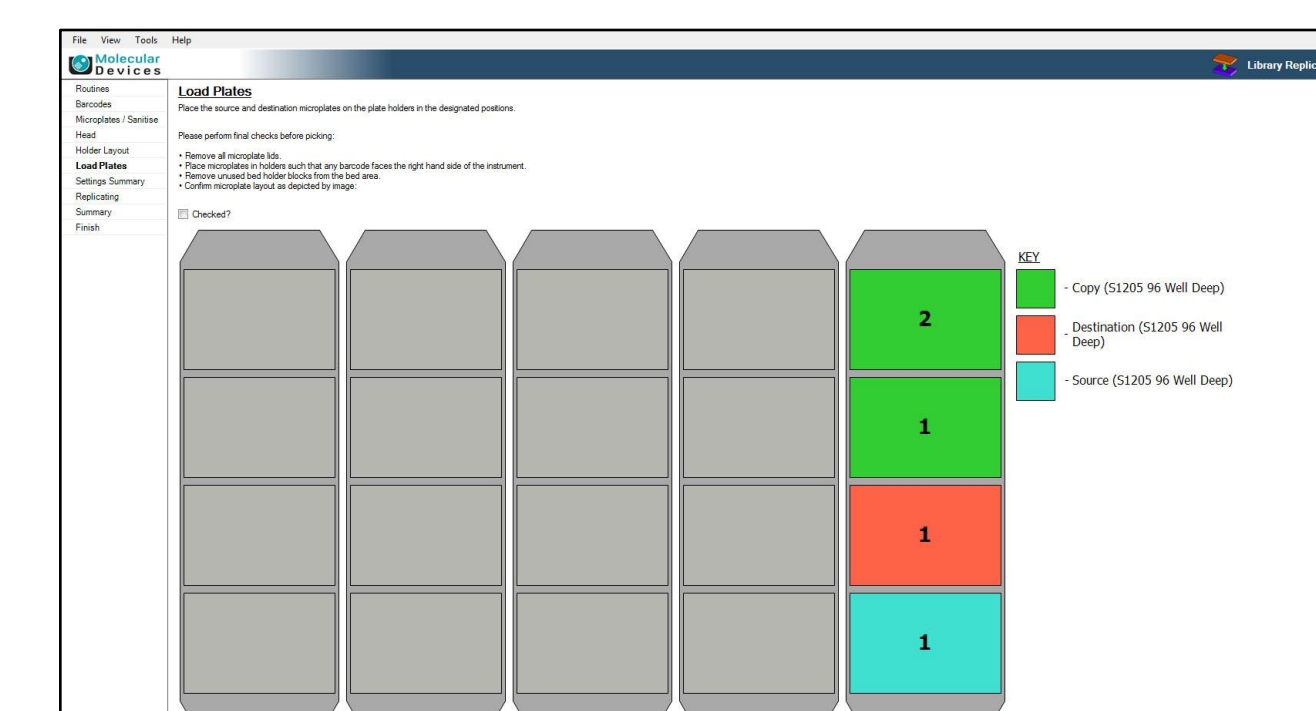 File View Tools Help
Molecular
Devices
Library Replic
Routines
Barcodes
Microplates / Sanitise
Head
Holder Layout
Load Plates
Settings Summary
Replicating
Summary
Finish
Load Plates
Place the source and destination microplates on the plate holders in the designated positions.
Please perform final checks before picking:
• Remove all microplate lids.
• Place microplates in holders such that any barcode faces the right hand side of the instrument.
• Remove unused bed holder blocks from the bed area.
• Confirm microplate layout as depicted by image:
Checked?
2
1
1
1
KEY
- Copy (S1205 96 Well Deep)
- Destination (S1205 96 Well
Deep)
- Source (S1205 96 Well Deep)